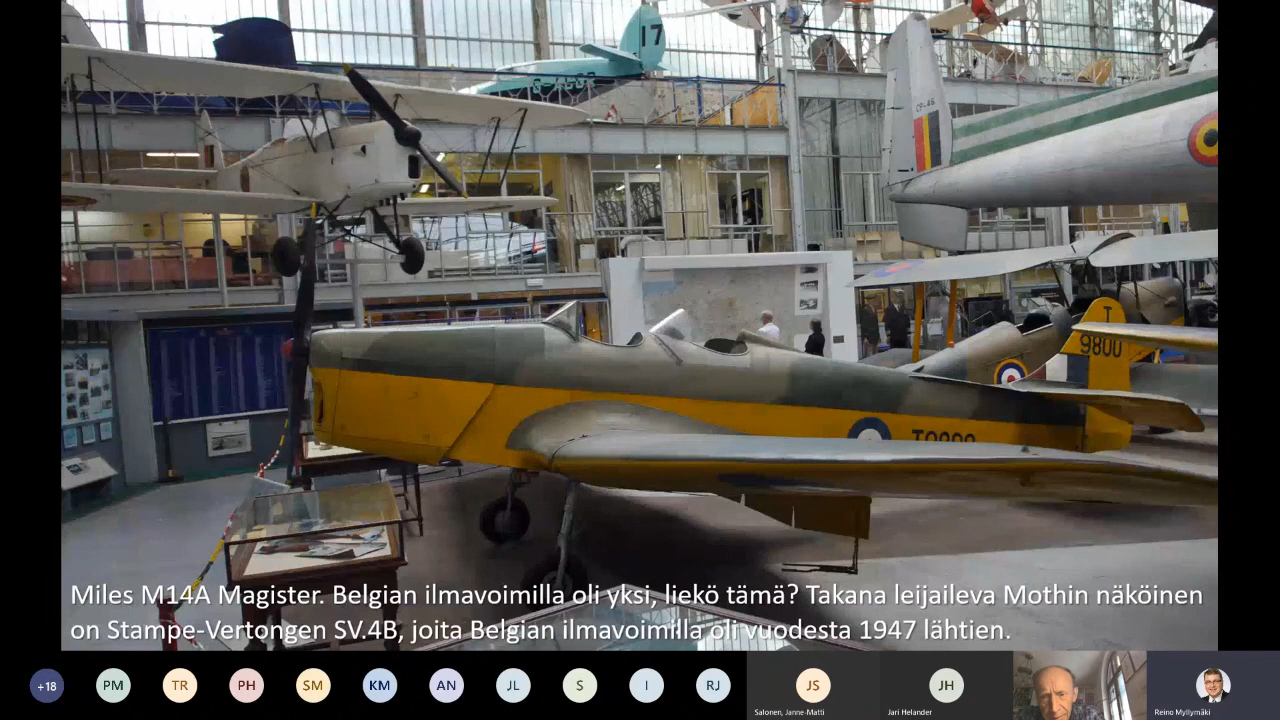 17
G-
CP-46
T
9800
T9800
Miles M14A Magister. Belgian ilmavoimilla oli yksi, liekö tämä? Takana leijaileva Mothin näköinen
on Stampe-Vertongen SV.4B, joita Belgian ilmavoimilla oli vuodesta 1947 lähtien.
+18 PM TR PH SM KM AN JL S I RJ JS JH
Salonen, Janne-Matti Jari Helander Reino Myllymäki